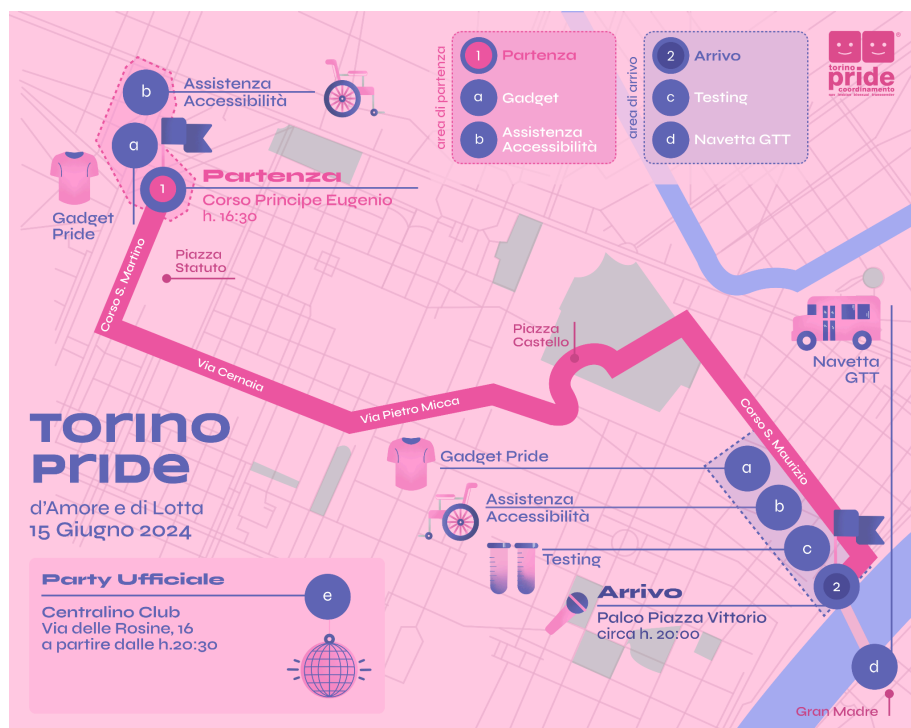 b
Assistenza
Accessibilità
a
Gadget
Pride
1
Partenza
Corso Principe Eugenio
h. 16:30
area di partenza
1
Partenza
a
Gadget
b
Assistenza
Accessibilità
area di arrivo
2
Arrivo
c
Testing
d
Navetta GTT
torino
pride
coordinamento
Piazza
Statuto
Corso S. Martino
Via Cernaia
Via Pietro Micca
Piazza
Castello
Corso S. Maurizio
Navetta
GTT
TORINO
PRIDE
d'Amore e di Lotta
15 Giugno 2024
Gadget Pride
a
Assistenza
Accessibilità
b
Testing
c
Arrivo
2
Palco Piazza Vittorio
circa h. 20:00
d
Gran Madre
Party Ufficiale
e
Centralino Club
Via delle Rosine, 16
a partire dalle h.20:30